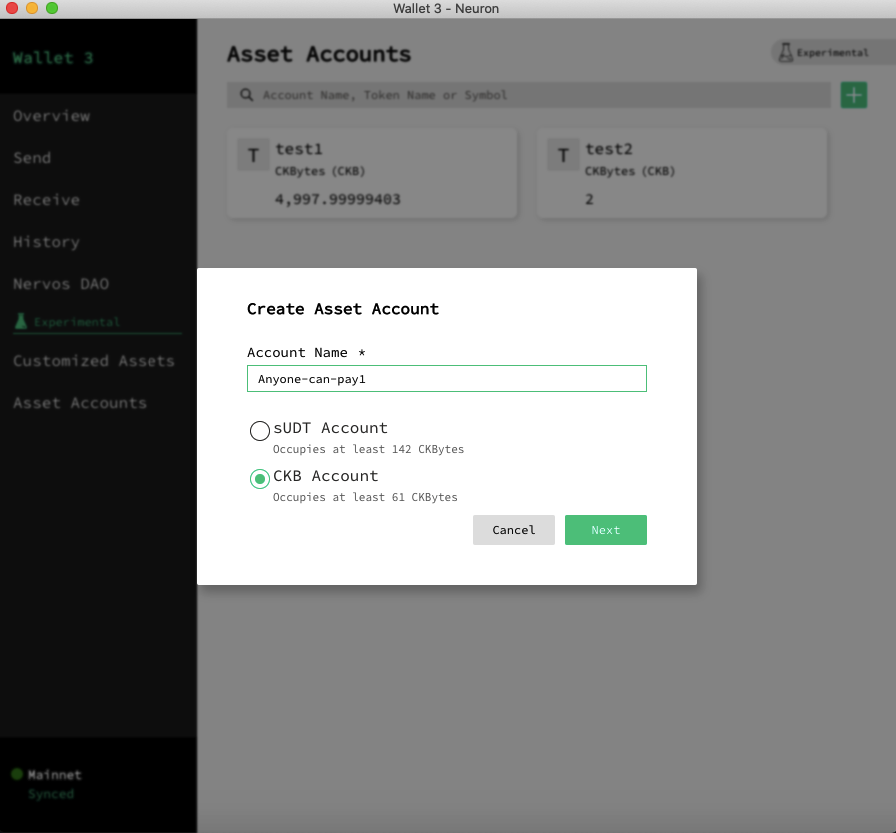 Wallet 3 - Neuron
Wallet 3
Overview
Send
Receive
History
Nervos DAO
Experimental
Customized Assets
Asset Accounts
Mainnet
Synced
Asset Accounts
Experimental
Account Name, Token Name or Symbol
T
test1
CKBytes (CKB)
4,997.99999403
T
test2
CKBytes (CKB)
2
Create Asset Account
Account Name *
Anyone-can-pay1
sUDT Account
Occupies at least 142 CKBytes
CKB Account
Occupies at least 61 CKBytes
Cancel
Next